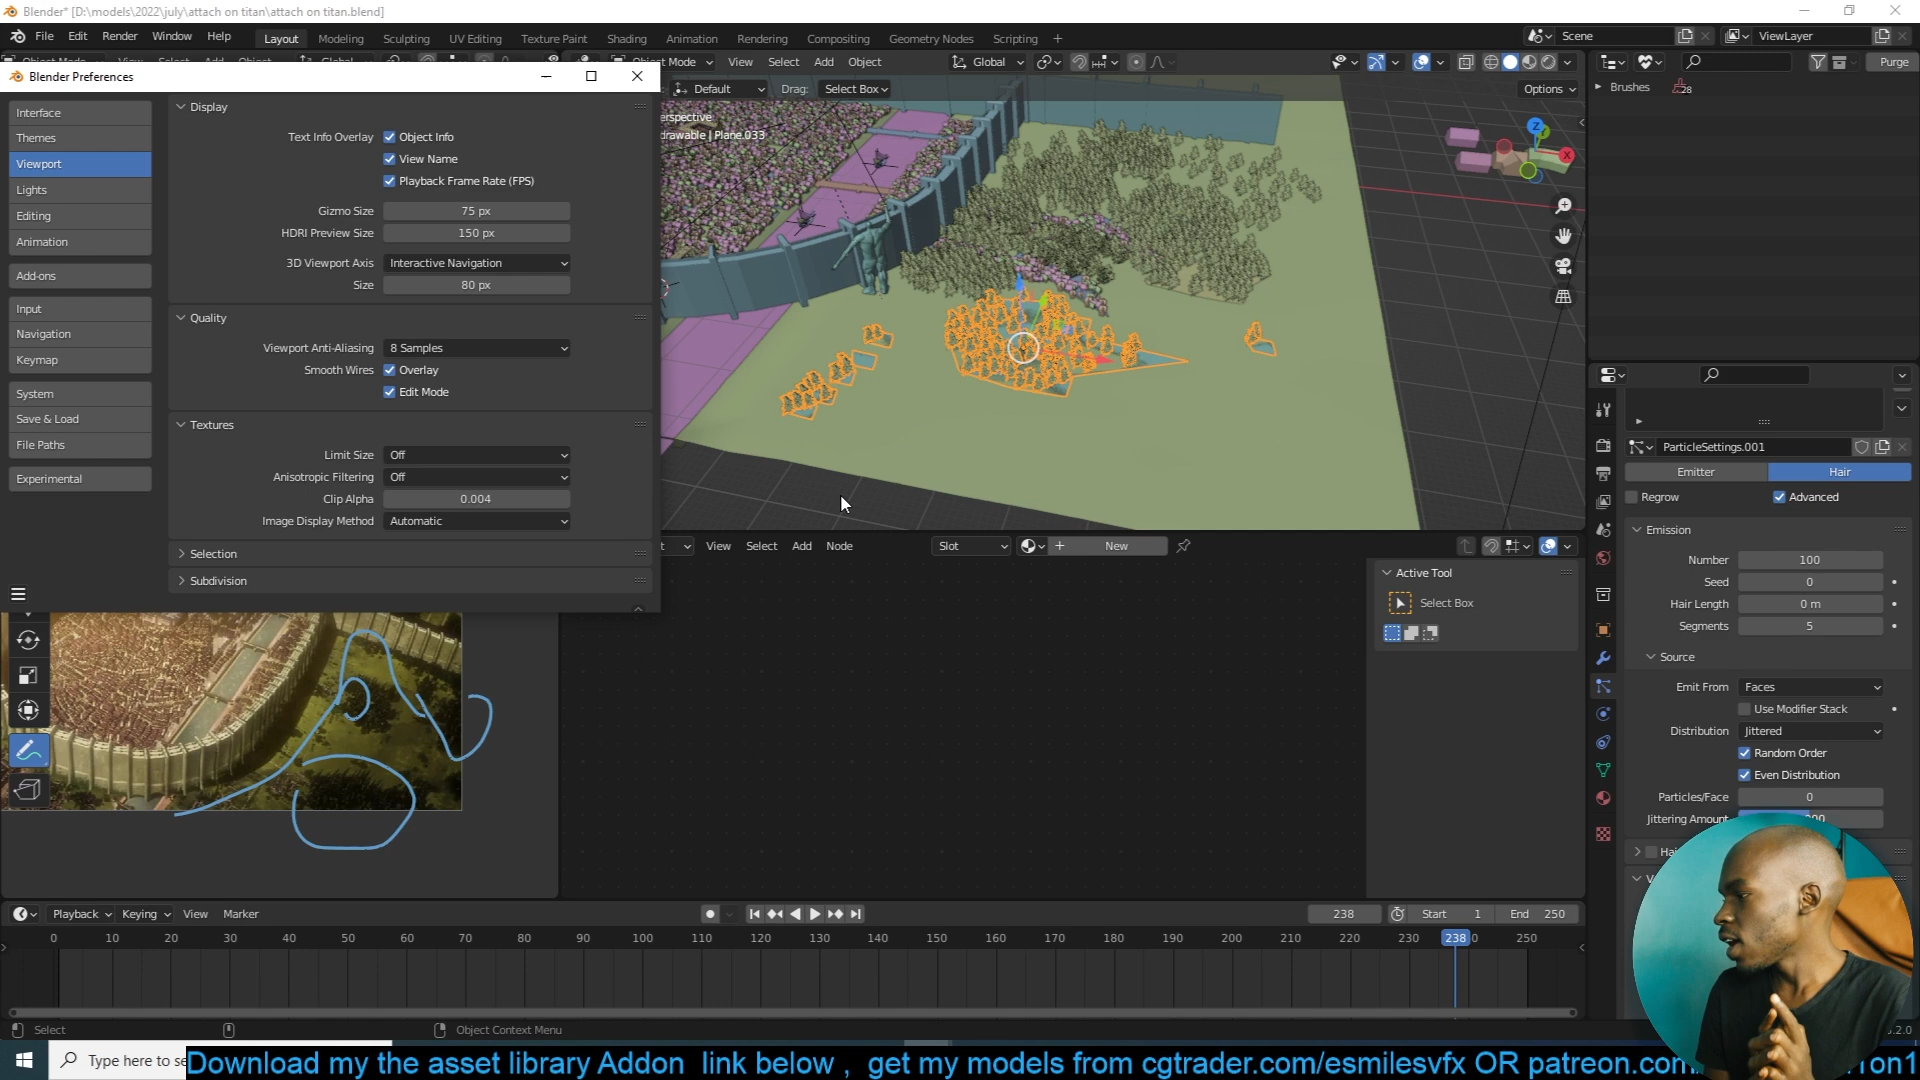 Blender* [D:\models\2022\july\attach on titan\attach on titan.blend]
File Edit Render Window Help Layout Modeling Sculpting UV Editing Texture Paint Shading Animation Rendering Compositing Geometry Nodes Scripting +
Scene ViewLayer
View Select Add Object Global
Purge
Blender Preferences
Default Drag: Select Box Options
Interface
Themes
Viewport
Lights
Editing
Animation
Add-ons
Input
Navigation
Keymap
System
Save & Load
File Paths
Experimental
Display
Text Info Overlay Object Info
View Name
Playback Frame Rate (FPS)
Gizmo Size 75 px
HDRI Preview Size 150 px
3D Viewport Axis Interactive Navigation
Size 80 px
Quality
Viewport Anti-Aliasing 8 Samples
Smooth Wires Overlay
Edit Mode
Textures
Limit Size Off
Anisotropic Filtering Off
Clip Alpha 0.004
Image Display Method Automatic
Selection
Subdivision
Plane.033
Z
X
Brushes 28
View Select Add Node Slot + New
Active Tool
Select Box
ParticleSettings.001
Emitter Hair
Regrow Advanced
Emission
Number 100
Seed 0
Hair Length 0 m
Segments 5
Source
Emit From Faces
Use Modifier Stack
Distribution Jittered
Random Order
Even Distribution
Particles/Face 0
Jittering Amount
Playback Keying View Marker
238 Start 1 End 250
0 10 20 30 40 50 60 70 80 90 100 110 120 130 140 150 160 170 180 190 200 210 220 230 238 250
Select Object Context Menu
Type here to
Download my the asset library Addon link below , get my models from cgtrader.com/esmilesvfx OR